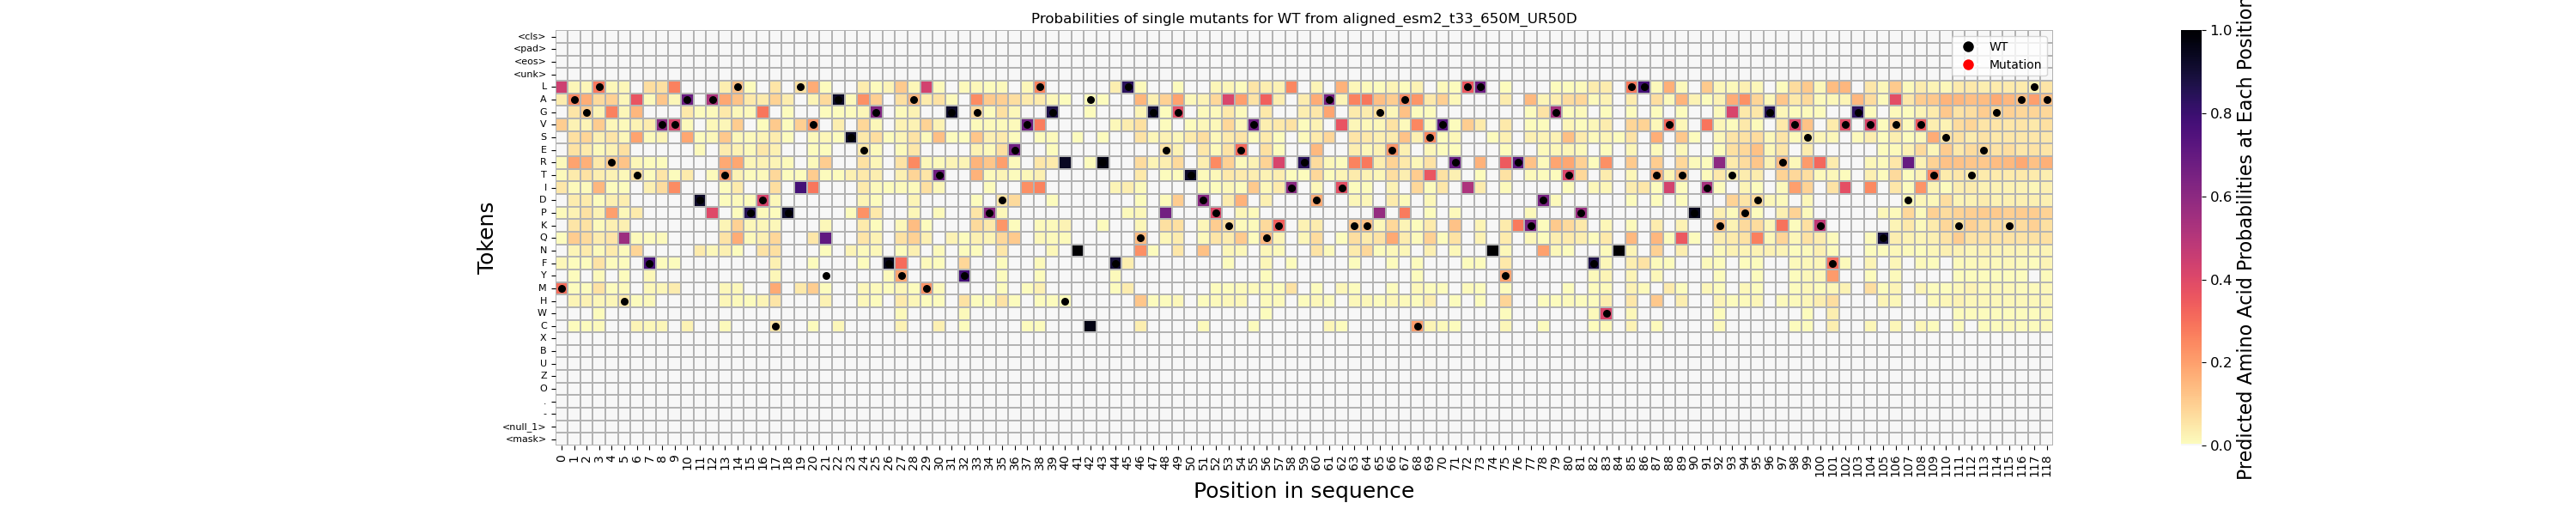 Probabilities of single mutants for WT from aligned_esm2_t33_650M_UR50D
<cls>
<pad>
<eos>
<unk>
L
A
G
V
S
E
R
T
I
D
P
K
Q
N
F
Y
M
H
W
C
X
B
U
Z
O
.
-
<null_1>
<mask>
Tokens
0 1 2 3 4 5 6 7 8 9 10 11 12 13 14 15 16 17 18 19 20 21 22 23 24 25 26 27 28 29 30 31 32 33 34 35 36 37 38 39 40 41 42 43 44 45 46 47 48 49 50 51 52 53 54 55 56 57 58 59 60 61 62 63 64 65 66 67 68 69 70 71 72 73 74 75 76 77 78 79 80 81 82 83 84 85 86 87 88 89 90 91 92 93 94 95 96 97 98 99 100 101 102 103 104 105 106 107 108 109 110 111 112 113 114 115 116 117 118
Position in sequence
WT
Mutation
1.0
0.8
0.6
0.4
0.2
0.0
Predicted Amino Acid Probabilities at Each Position